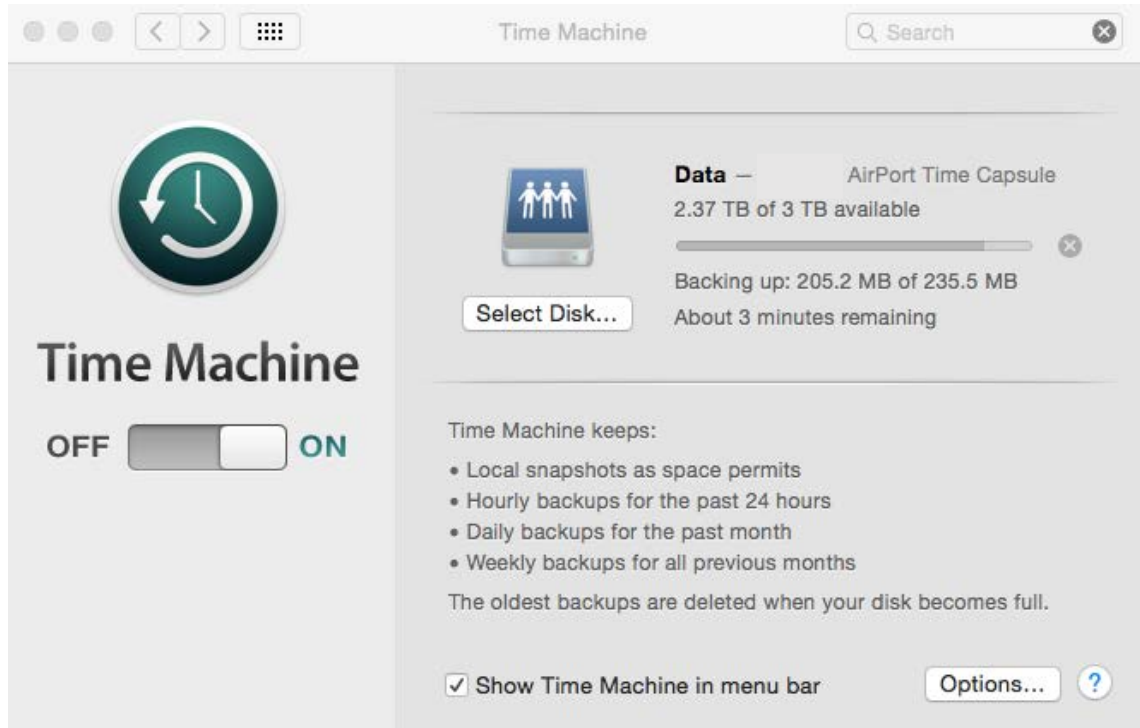 Time Machine
Search
Data — AirPort Time Capsule
2.37 TB of 3 TB available
Backing up: 205.2 MB of 235.5 MB
Select Disk...
About 3 minutes remaining
Time Machine
OFF ON
Time Machine keeps:
• Local snapshots as space permits
• Hourly backups for the past 24 hours
• Daily backups for the past month
• Weekly backups for all previous months
The oldest backups are deleted when your disk becomes full.
Show Time Machine in menu bar
Options...
?